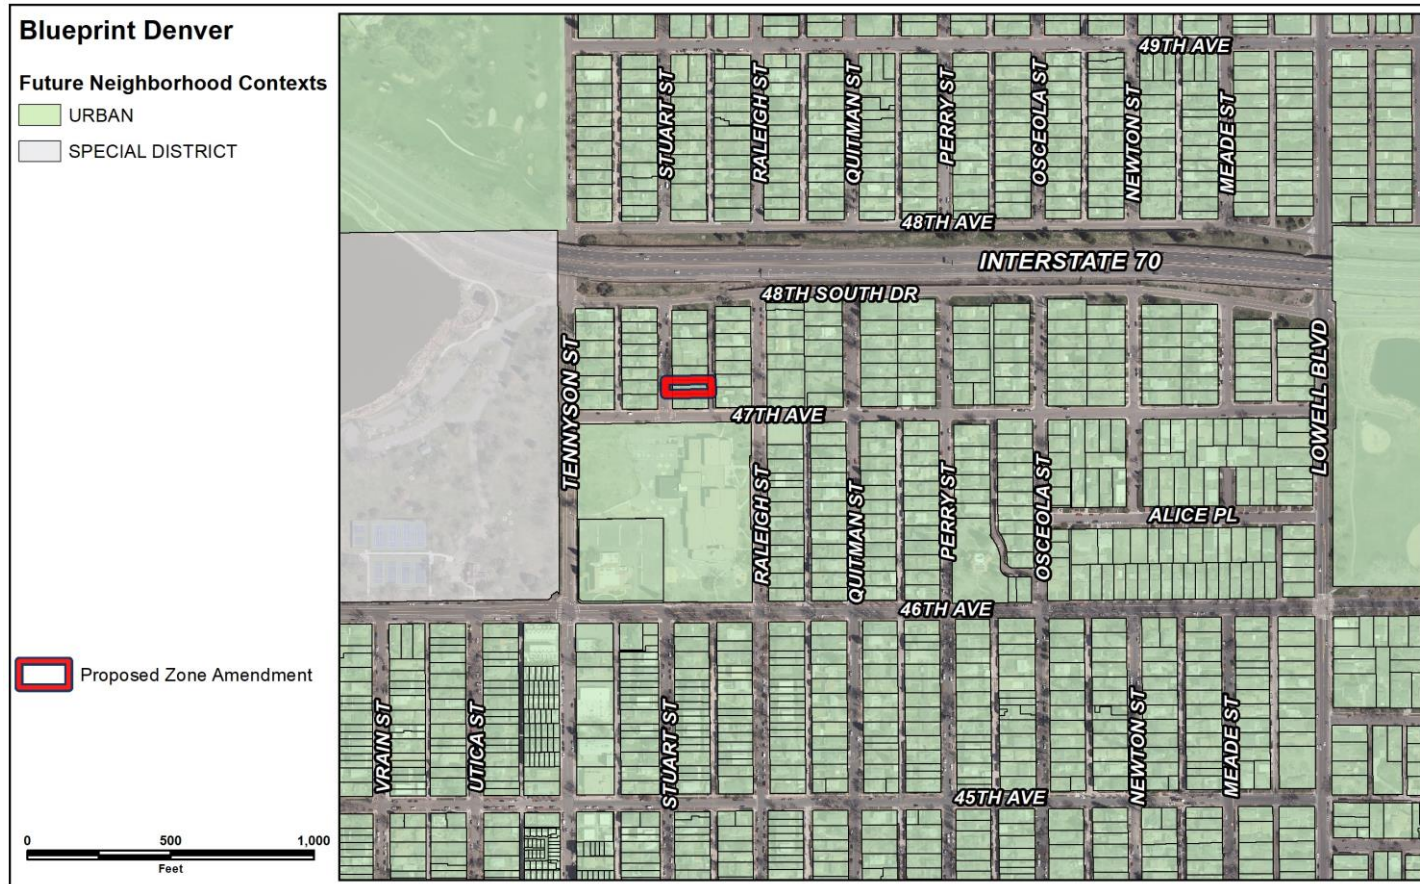 Blueprint Denver
Future Neighborhood Contexts
URBAN
SPECIAL DISTRICT
Proposed Zone Amendment
0 500 1,000
Feet
49TH AVE
STUART ST
RALEIGH ST
QUITMAN ST
PERRY ST
OSCEOLA ST
NEWTON ST
MEADE ST
48TH AVE
INTERSTATE 70
48TH SOUTH DR
TENNYSON ST
LOWELL BLVD
47TH AVE
RALEIGH ST
QUITMAN ST
PERRY ST
OSCEOLA ST
ALICE PL
46TH AVE
VRAIN ST
UTICA ST
STUART ST
NEWTON ST
MEADE ST
45TH AVE